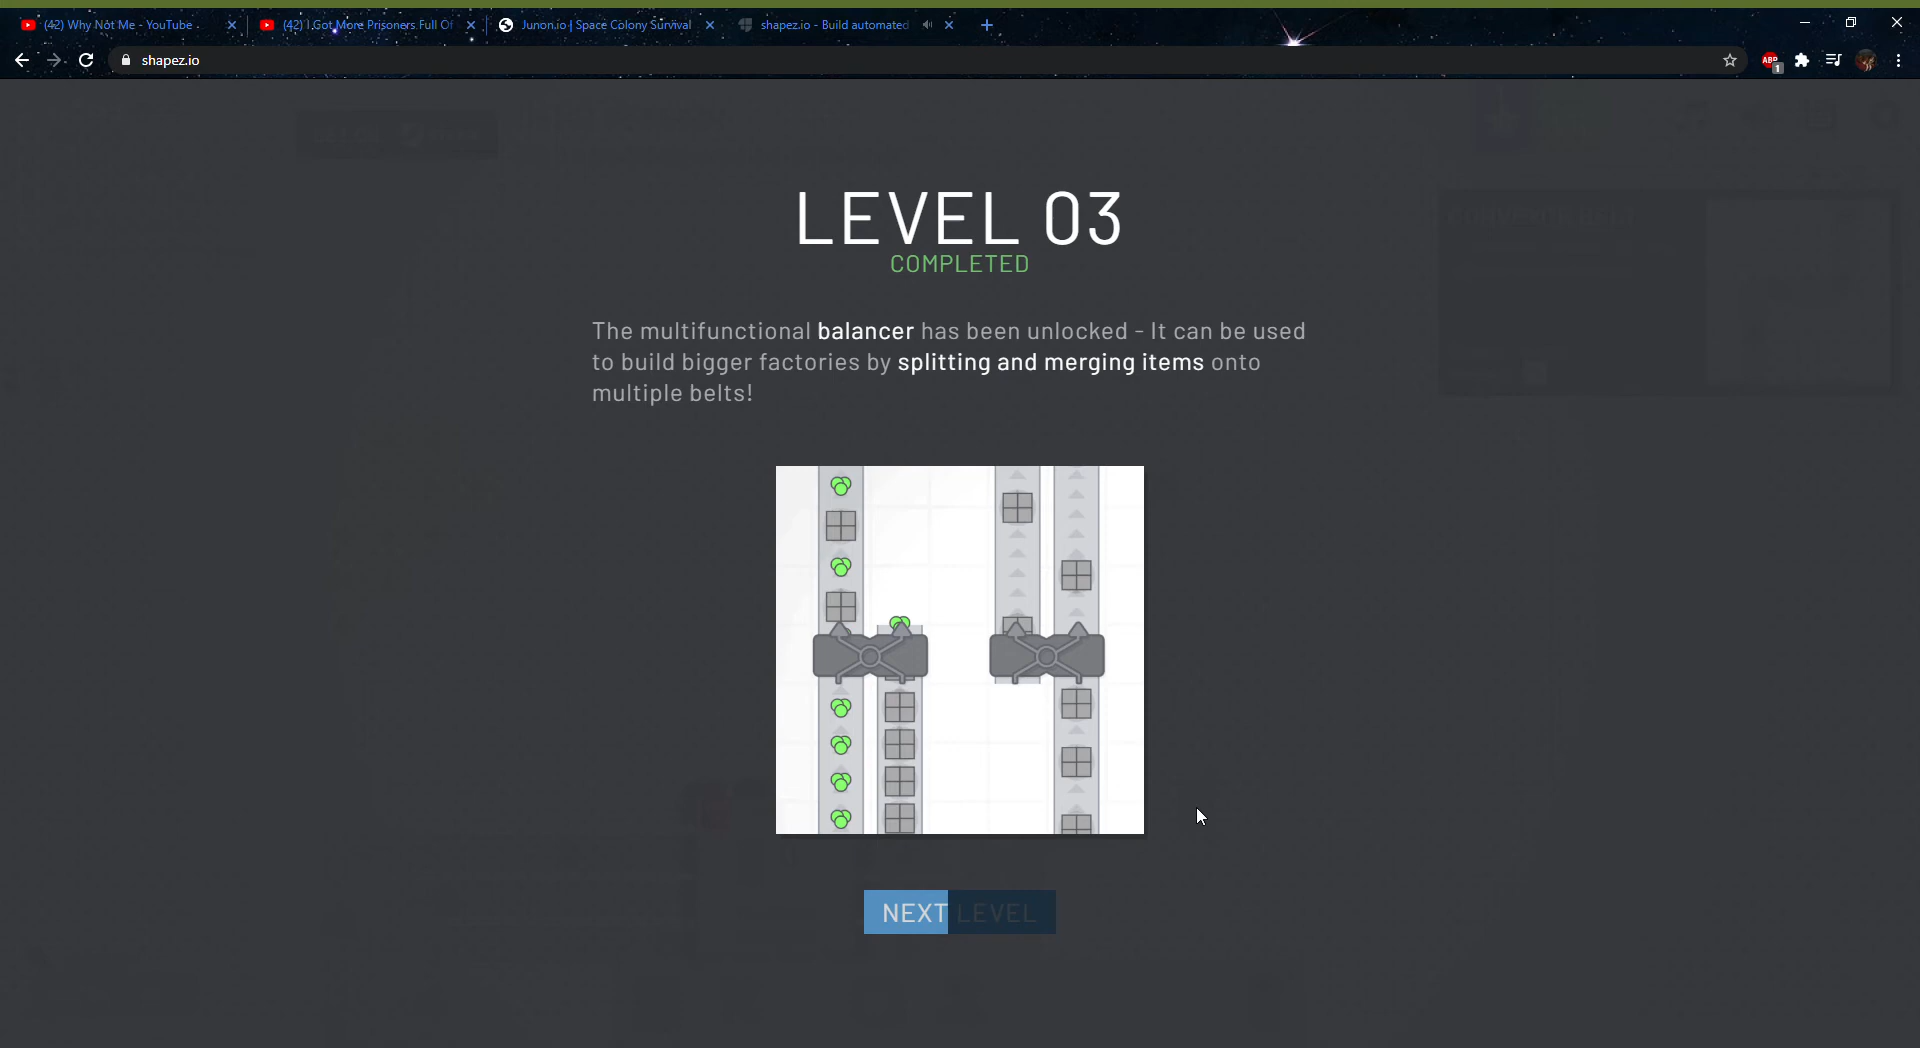 (42) Why Not Me - YouTube
(42) I Got More Prisoners Full Of
Junon.io | Space Colony Survival
shapez.io - Build automated
shapez.io
ABP
1
LEVEL 03
COMPLETED
The multifunctional balancer has been unlocked - It can be used
to build bigger factories by splitting and merging items onto
multiple belts!
NEXT LEVEL